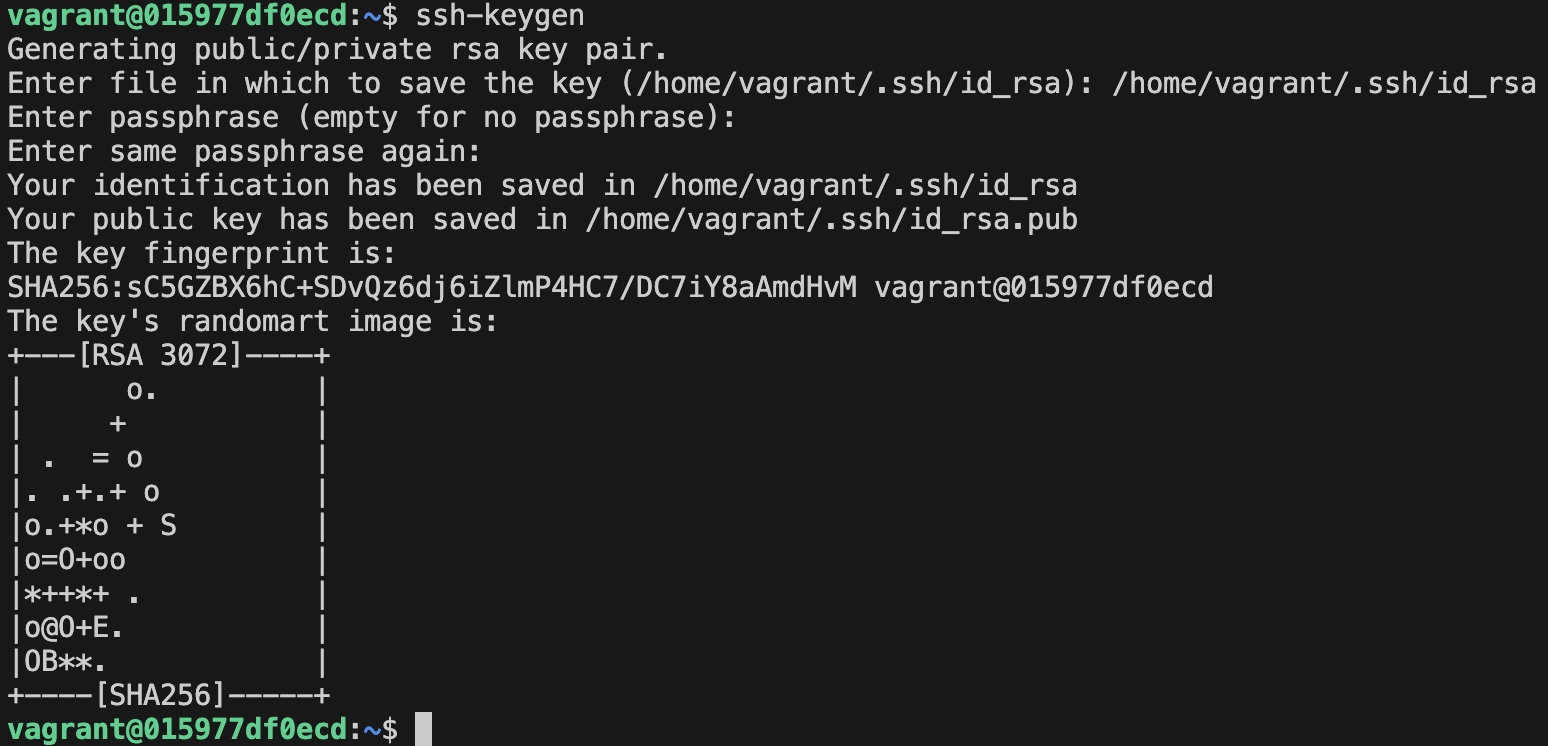 vagrant@015977df0ecd:~$ ssh-keygen
Generating public/private rsa key pair.
Enter file in which to save the key (/home/vagrant/.ssh/id_rsa): /home/vagrant/.ssh/id_rsa
Enter passphrase (empty for no passphrase):
Enter same passphrase again:
Your identification has been saved in /home/vagrant/.ssh/id_rsa
Your public key has been saved in /home/vagrant/.ssh/id_rsa.pub
The key fingerprint is:
SHA256:sC5GZBX6hC+SDvQz6dj6iZlmP4HC7/DC7iY8aAmdHvM vagrant@015977df0ecd
The key's randomart image is:
+---[RSA 3072]----+
|      o.         |
|     +           |
| .  = o          |
|. .+.+ o         |
|o.+*o + S        |
|o=O+oo           |
|*++*+ .          |
|o@O+E.           |
|OB**.            |
+----[SHA256]-----+
vagrant@015977df0ecd:~$